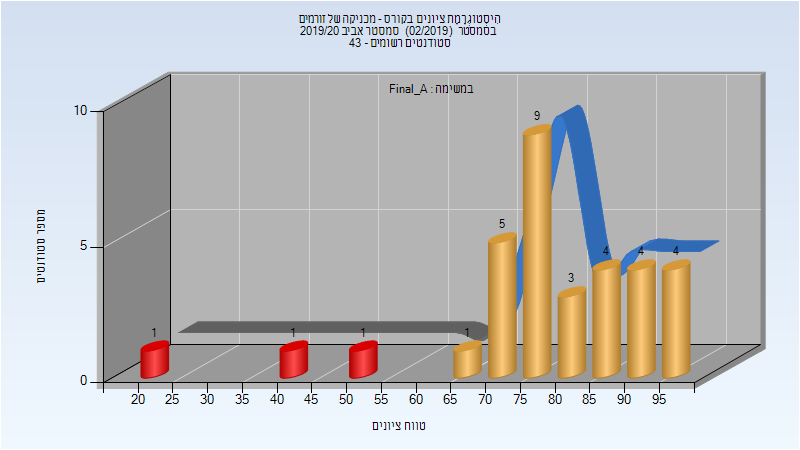 היסטוגרמת ציונים בקורס - מכניקה של זורמים
בסמסטר (02/2019) סמסטר אביב 2019/20
סטודנטים רשומים - 43
במשימה : Final_A
מספר סטודנטים
10
5
0
1
1
1
1
5
9
3
4
4
4
20 25 30 35 40 45 50 55 60 65 70 75 80 85 90 95
טווח ציונים